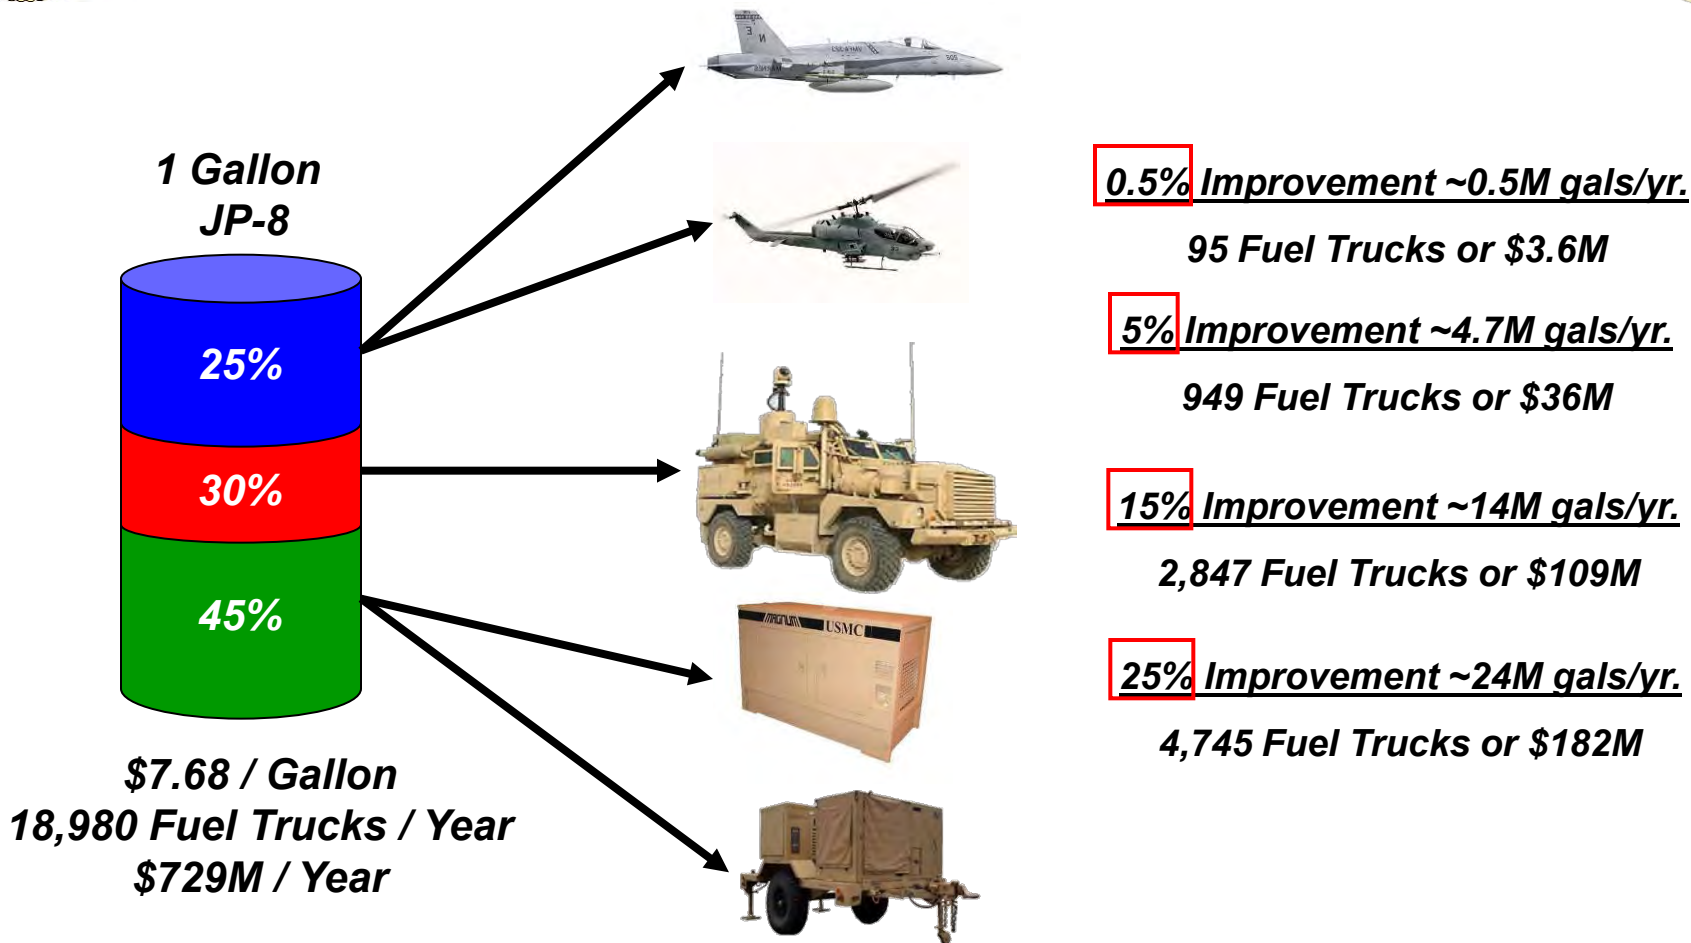 1 Gallon
JP-8
25%
30%
45%
$7.68 / Gallon
18,980 Fuel Trucks / Year
$729M / Year
MAGNUM USMC
0.5% Improvement ~0.5M gals/yr.
95 Fuel Trucks or $3.6M
5% Improvement ~4.7M gals/yr.
949 Fuel Trucks or $36M
15% Improvement ~14M gals/yr.
2,847 Fuel Trucks or $109M
25% Improvement ~24M gals/yr.
4,745 Fuel Trucks or $182M